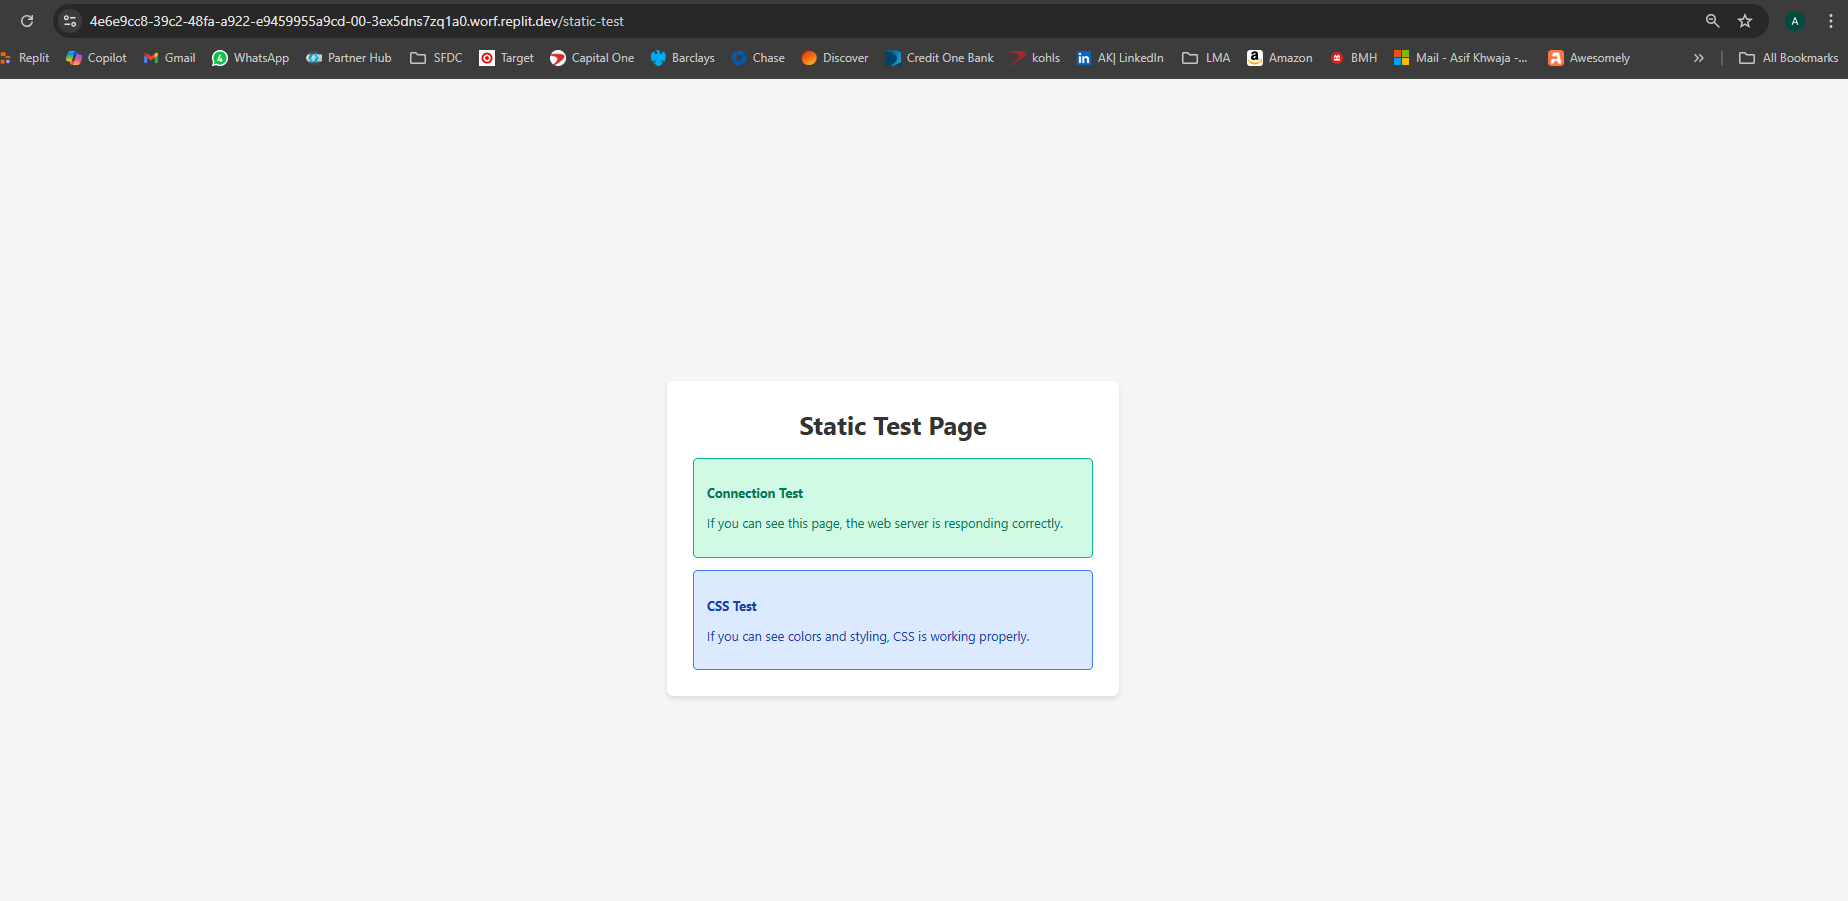 4e6e9cc8-39c2-48fa-a922-e9459955a9cd-00-3ex5dns7zq1a0.worf.replit.dev/static-test
A
Replit Copilot Gmail 4 WhatsApp Partner Hub SFDC Target Capital One Barclays Chase Discover Credit One Bank kohls in AK| LinkedIn LMA a Amazon BMH Mail - Asif Khwaja -... A Awesomely » All Bookmarks
Static Test Page
Connection Test
If you can see this page, the web server is responding correctly.
CSS Test
If you can see colors and styling, CSS is working properly.